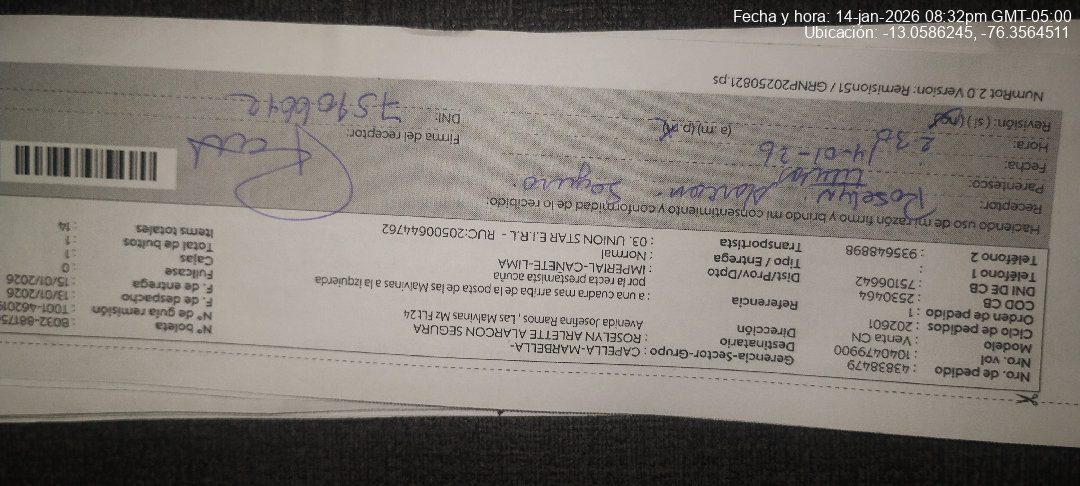 Fecha y hora: 14-jan-2026 08:32pm GMT-05:00
Ubicación: -13.0586245, -76.3564511
Nro. de pedido : 43838479
Nro. vol : 1040479900
Modelo : Venta CN
Ciclo de pedidos : 202601
Orden de pedido : 1
COD CB : 2530464
DNI DE CB : 75106642
Teléfono 1 :
Teléfono 2 : 935648898
Gerencia-Sector-Grupo : CAPELLA-MARBELLA-
Destinatario : ROSELYN ARLETTE ALARCON SEGURA
Dirección : Avenida Josefina Ramos , Las Malvinas Mz F LL 24
Referencia : a una cuadra mas arriba de la posta de las Malvinas a la izquierda
por la recta prestamista acuña
Dist/Prov/Dpto : IMPERIAL-CAÑETE-LIMA
Tipo / Entrega : Normal
Transportista : 03. UNION STAR E.I.R.L - RUC:20500644762
Nº boleta : B032-88175
Nº de guía remisión : T001-462019
F. de despacho : 13/01/2026
F. de entrega : 15/01/2026
Fullcase : 0
Cajas : 1
Total de bultos : 1
Items totales : 14
Haciendo uso de mi razón firmo y brindo mi consentimiento y conformidad de lo recibido:
Receptor: Roselyn Alarcon
Parentesco:
Fecha: 14-01-26
Hora: 2:30 (a.m) (p.m)
Revisión: (si) (no)
Firma del receptor:
DNI: 75106642
NumRot 2.0 Version: Remision51 / GRNP20250821.ps